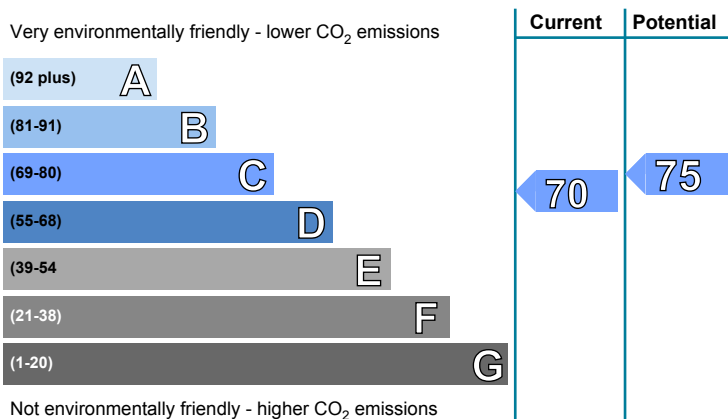 Current Potential
Very environmentally friendly - lower CO₂ emissions
(92 plus) A
(81-91) B
(69-80) C
70 75
(55-68) D
(39-54 E
(21-38) F
(1-20) G
Not environmentally friendly - higher CO₂ emissions